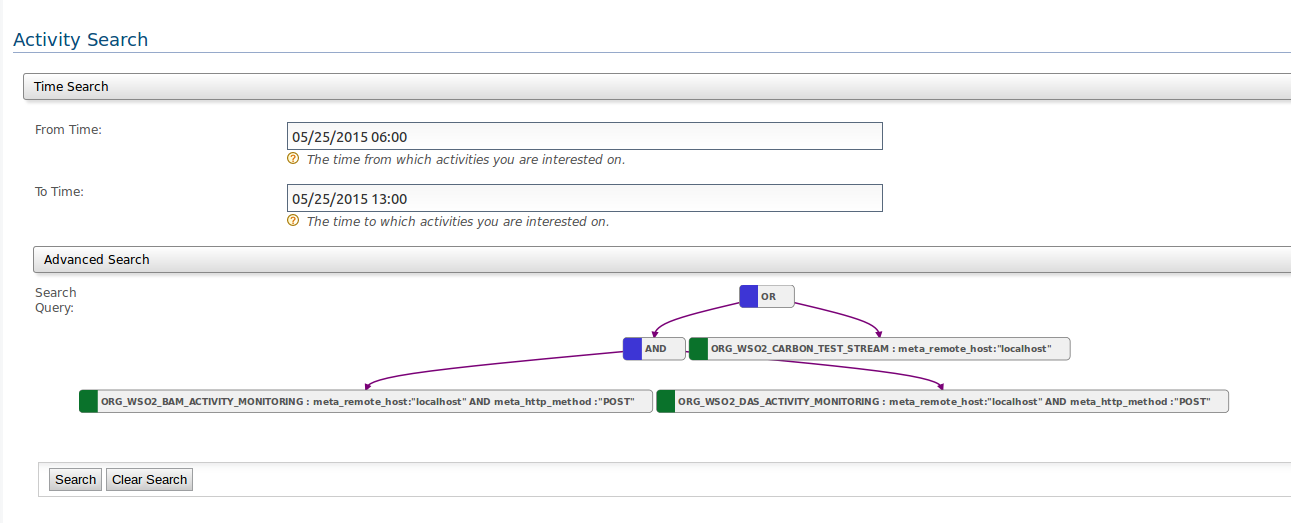 Activity Search
Time Search
From Time:
05/25/2015 06:00
? The time from which activities you are interested on.
To Time:
05/25/2015 13:00
? The time to which activities you are interested on.
Advanced Search
Search
Query:
OR
AND
ORG_WSO2_CARBON_TEST_STREAM : meta_remote_host:"localhost"
ORG_WSO2_BAM_ACTIVITY_MONITORING : meta_remote_host:"localhost" AND meta_http_method :"POST"
ORG_WSO2_DAS_ACTIVITY_MONITORING : meta_remote_host:"localhost" AND meta_http_method :"POST"
Search
Clear Search